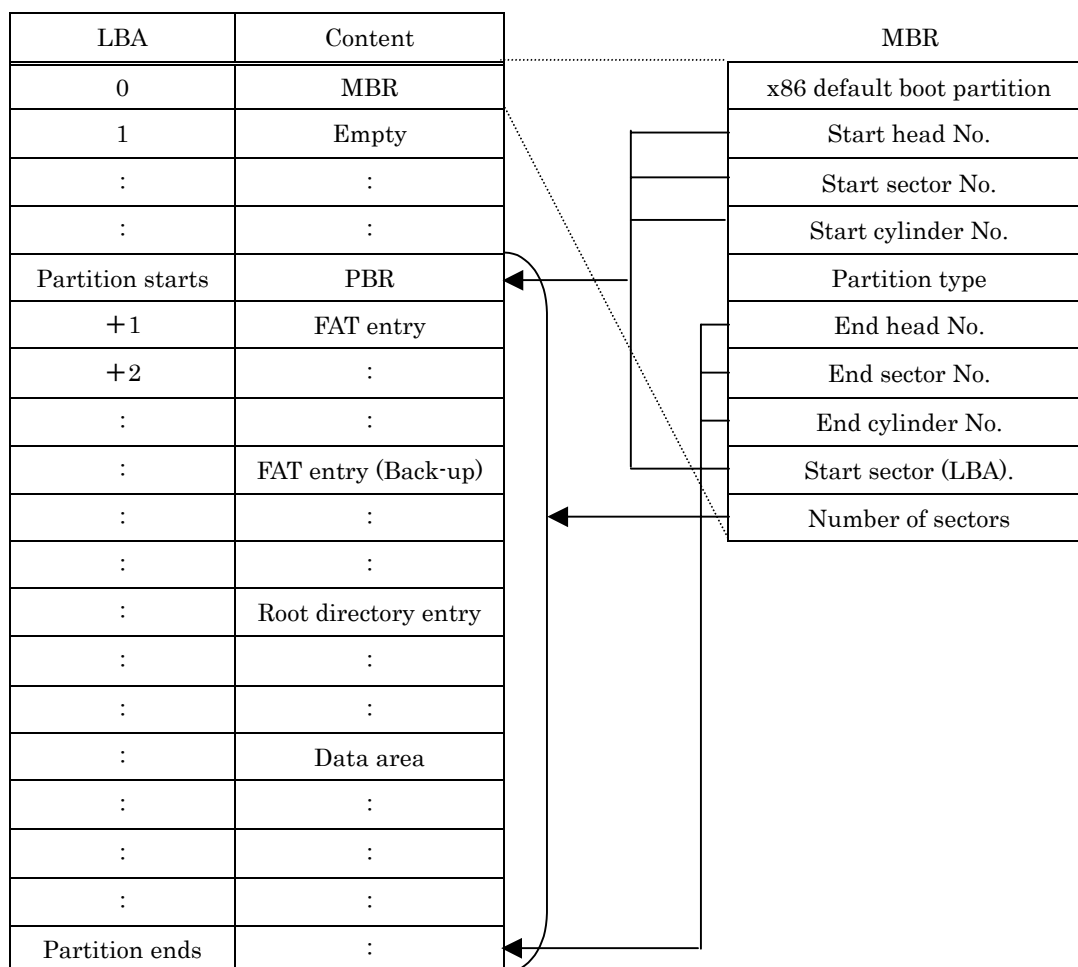 LBA Content MBR
0 MBR x86 default boot partition
1 Empty Start head No.
: : Start sector No.
: : Start cylinder No.
Partition starts PBR Partition type
+1 FAT entry End head No.
+2 : End sector No.
: : End cylinder No.
: FAT entry (Back-up) Start sector (LBA).
: : Number of sectors
: :
: Root directory entry
: :
: :
: Data area
: :
: :
: :
Partition ends :